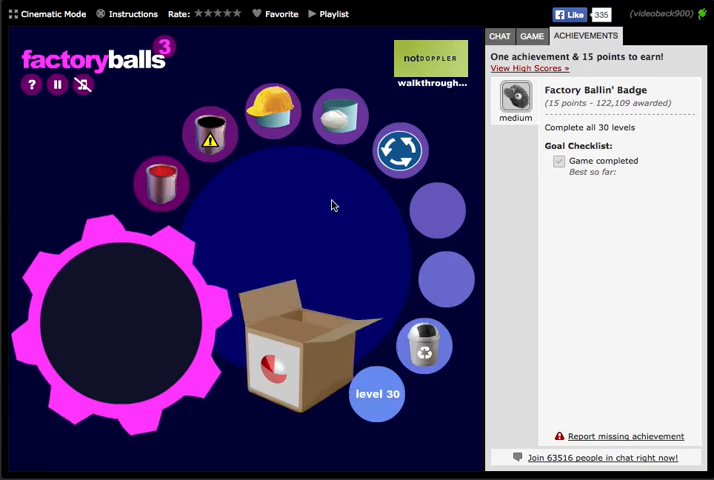 Cinematic Mode Instructions Rate: Favorite Playlist Like 335 (videoback900)
CHAT GAME ACHIEVEMENTS
factoryballs 3
notDOPPLER
walkthrough...
?
level 30
One achievement & 15 points to earn!
View High Scores »
medium
Factory Ballin' Badge
(15 points - 122,109 awarded)
Complete all 30 levels
Goal Checklist:
Game completed
Best so far:
Report missing achievement
Join 63516 people in chat right now!